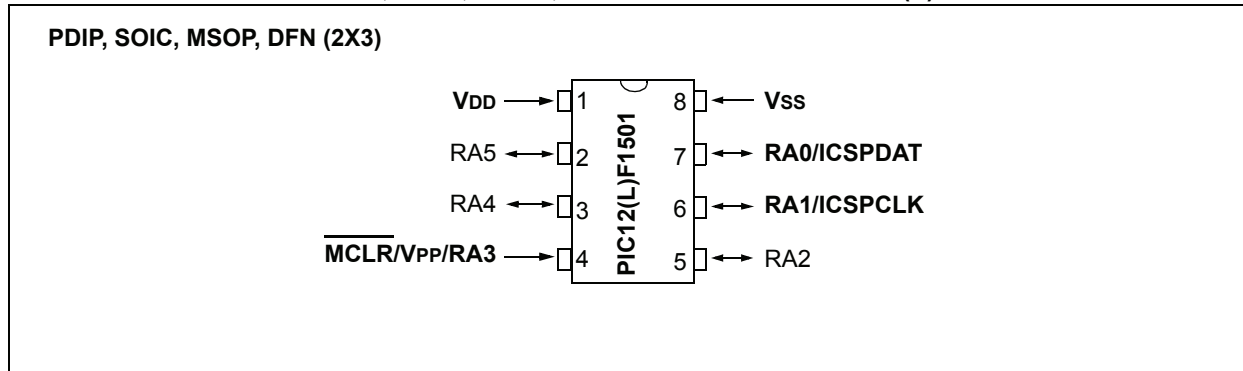 PDIP, SOIC, MSOP, DFN (2X3)
VDD 1 8 VSS
RA5 2 7 RA0/ICSPDAT
RA4 3 6 RA1/ICSPCLK
MCLR/VPP/RA3 4 5 RA2
PIC12(L)F1501